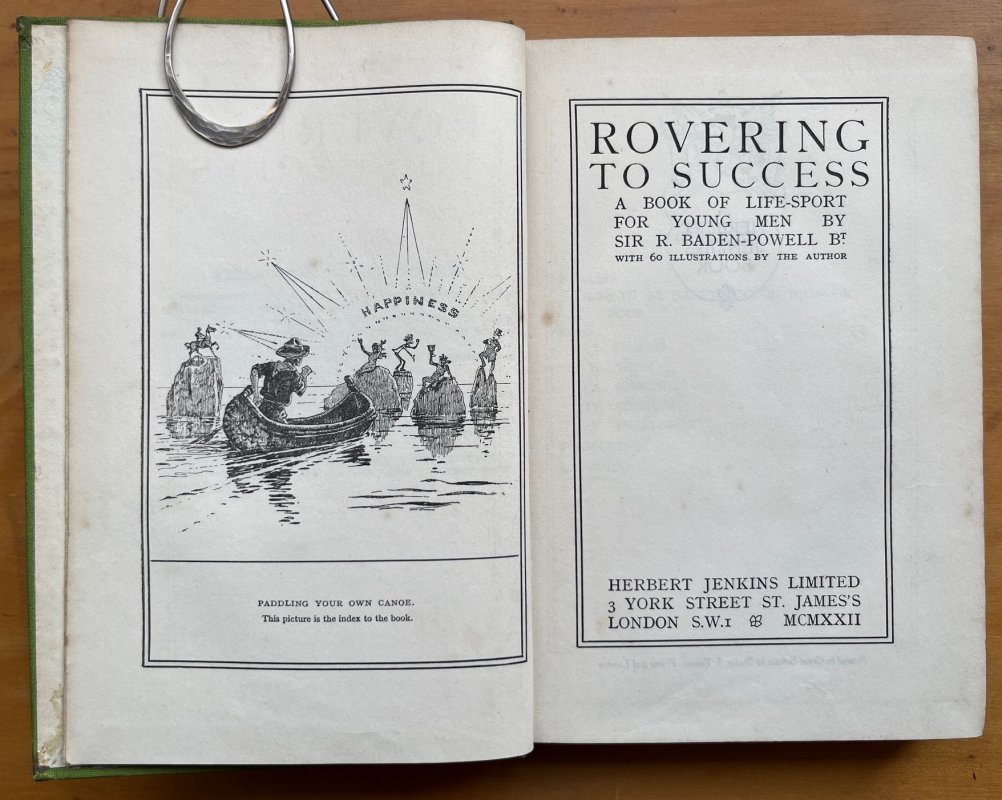 HAPPINESS
PADDLING YOUR OWN CANOE.
This picture is the index to the book.
ROVERING
TO SUCCESS
A BOOK OF LIFE-SPORT
FOR YOUNG MEN BY
SIR R. BADEN-POWELL Bᵀ.
WITH 60 ILLUSTRATIONS BY THE AUTHOR
HERBERT JENKINS LIMITED
3 YORK STREET ST. JAMES'S
LONDON S.W.1 MCMXXII